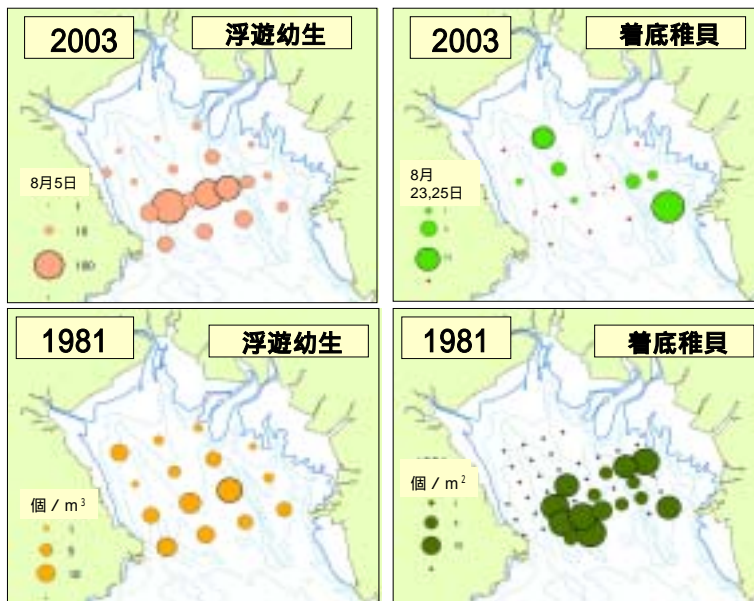 2003
浮遊幼生
8月5日
1
10
100
2003
着底稚貝
8月
23,25日
1981
浮遊幼生
個/m³
1981
着底稚貝
個/m²